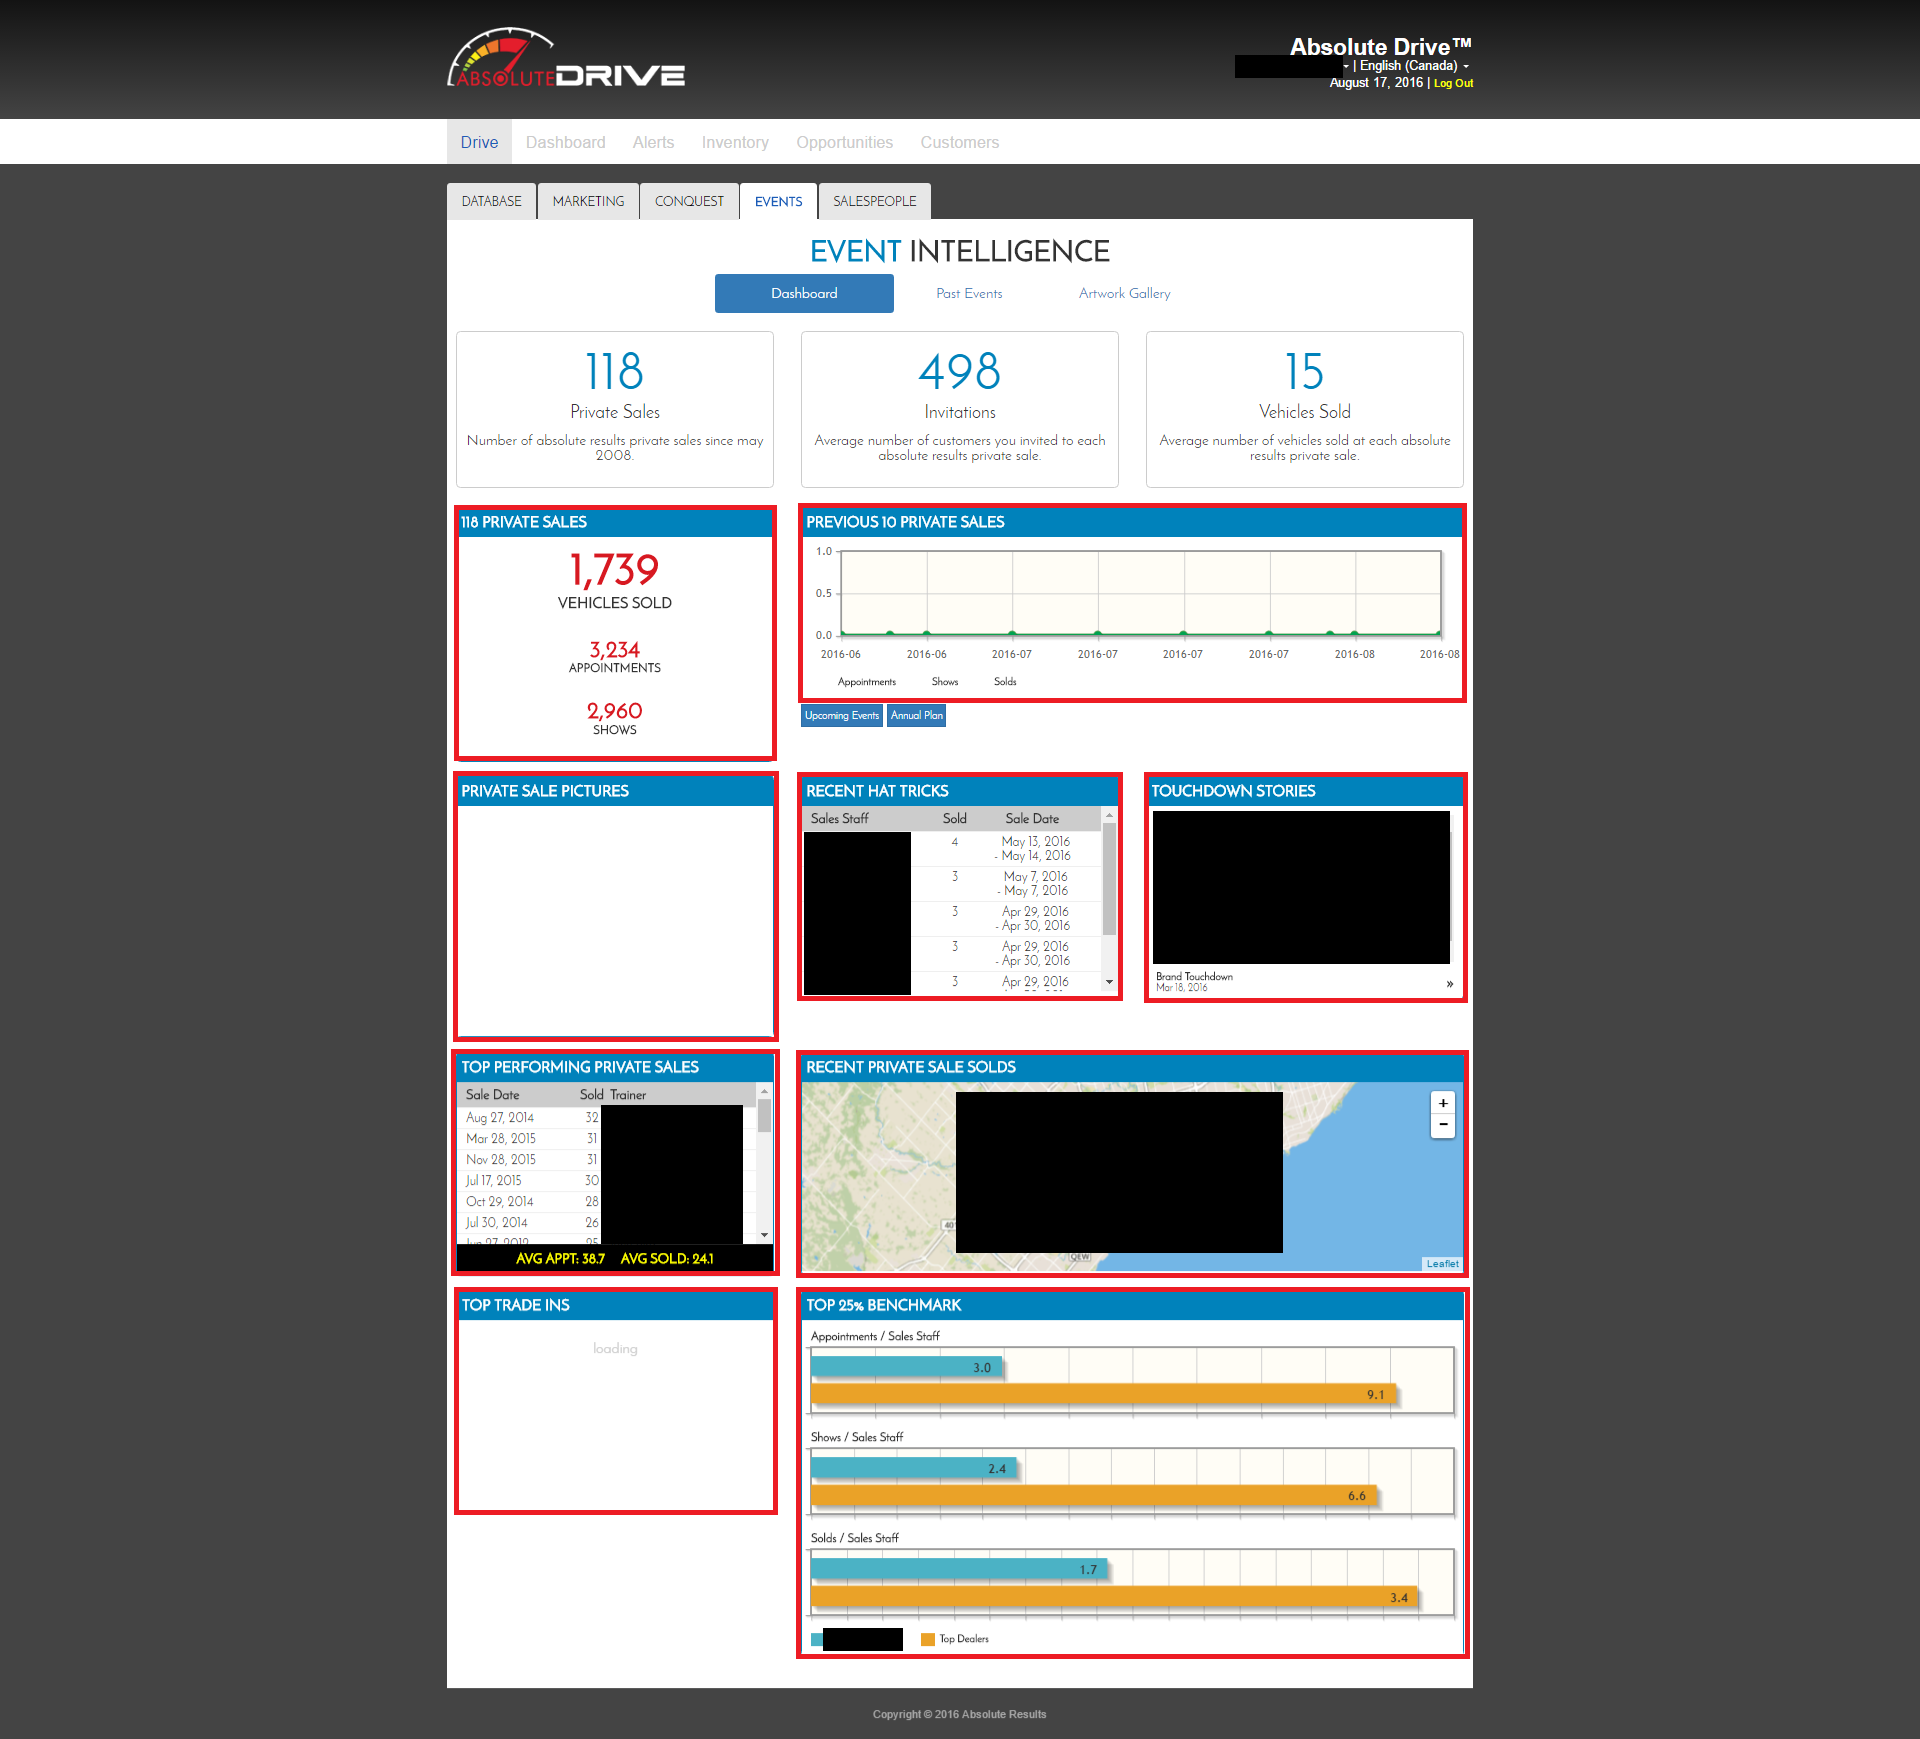 ABSOLUTEDRIVE
Absolute Drive™
| English (Canada)
August 17, 2016 | Log Out
Drive Dashboard Alerts Inventory Opportunities Customers
DATABASE MARKETING CONQUEST EVENTS SALESPEOPLE
EVENT INTELLIGENCE
Dashboard Past Events Artwork Gallery
118
Private Sales
Number of absolute results private sales since may
2008.
498
Invitations
Average number of customers you invited to each
absolute results private sale.
15
Vehicles Sold
Average number of vehicles sold at each absolute
results private sale.
118 PRIVATE SALES
1,739
VEHICLES SOLD
3,234
APPOINTMENTS
2,960
SHOWS
PREVIOUS 10 PRIVATE SALES
1.0
0.5
0.0
2016-06 2016-06 2016-07 2016-07 2016-07 2016-07 2016-08 2016-08
Appointments Shows Solds
Upcoming Events Annual Plan
PRIVATE SALE PICTURES
RECENT HAT TRICKS
Sales Staff Sold Sale Date
4 May 13, 2016
- May 14, 2016
3 May 7, 2016
- May 7, 2016
3 Apr 29, 2016
- Apr 30, 2016
3 Apr 29, 2016
- Apr 30, 2016
3 Apr 29, 2016
TOUCHDOWN STORIES
Brand Touchdown
Mar 18, 2016
»
TOP PERFORMING PRIVATE SALES
Sale Date Sold Trainer
Aug 27, 2014 32
Mar 28, 2015 31
Nov 28, 2015 31
Jul 17, 2015 30
Oct 29, 2014 28
Jul 30, 2014 26
Jun 27, 2012 25
AVG APPT: 38.7 AVG SOLD: 24.1
RECENT PRIVATE SALE SOLDS
+
-
40
QEW
Leaflet
TOP TRADE INS
loading
TOP 25% BENCHMARK
Appointments / Sales Staff
3.0
9.1
Shows / Sales Staff
2.4
6.6
Solds / Sales Staff
1.7
3.4
Top Dealers
Copyright © 2016 Absolute Results